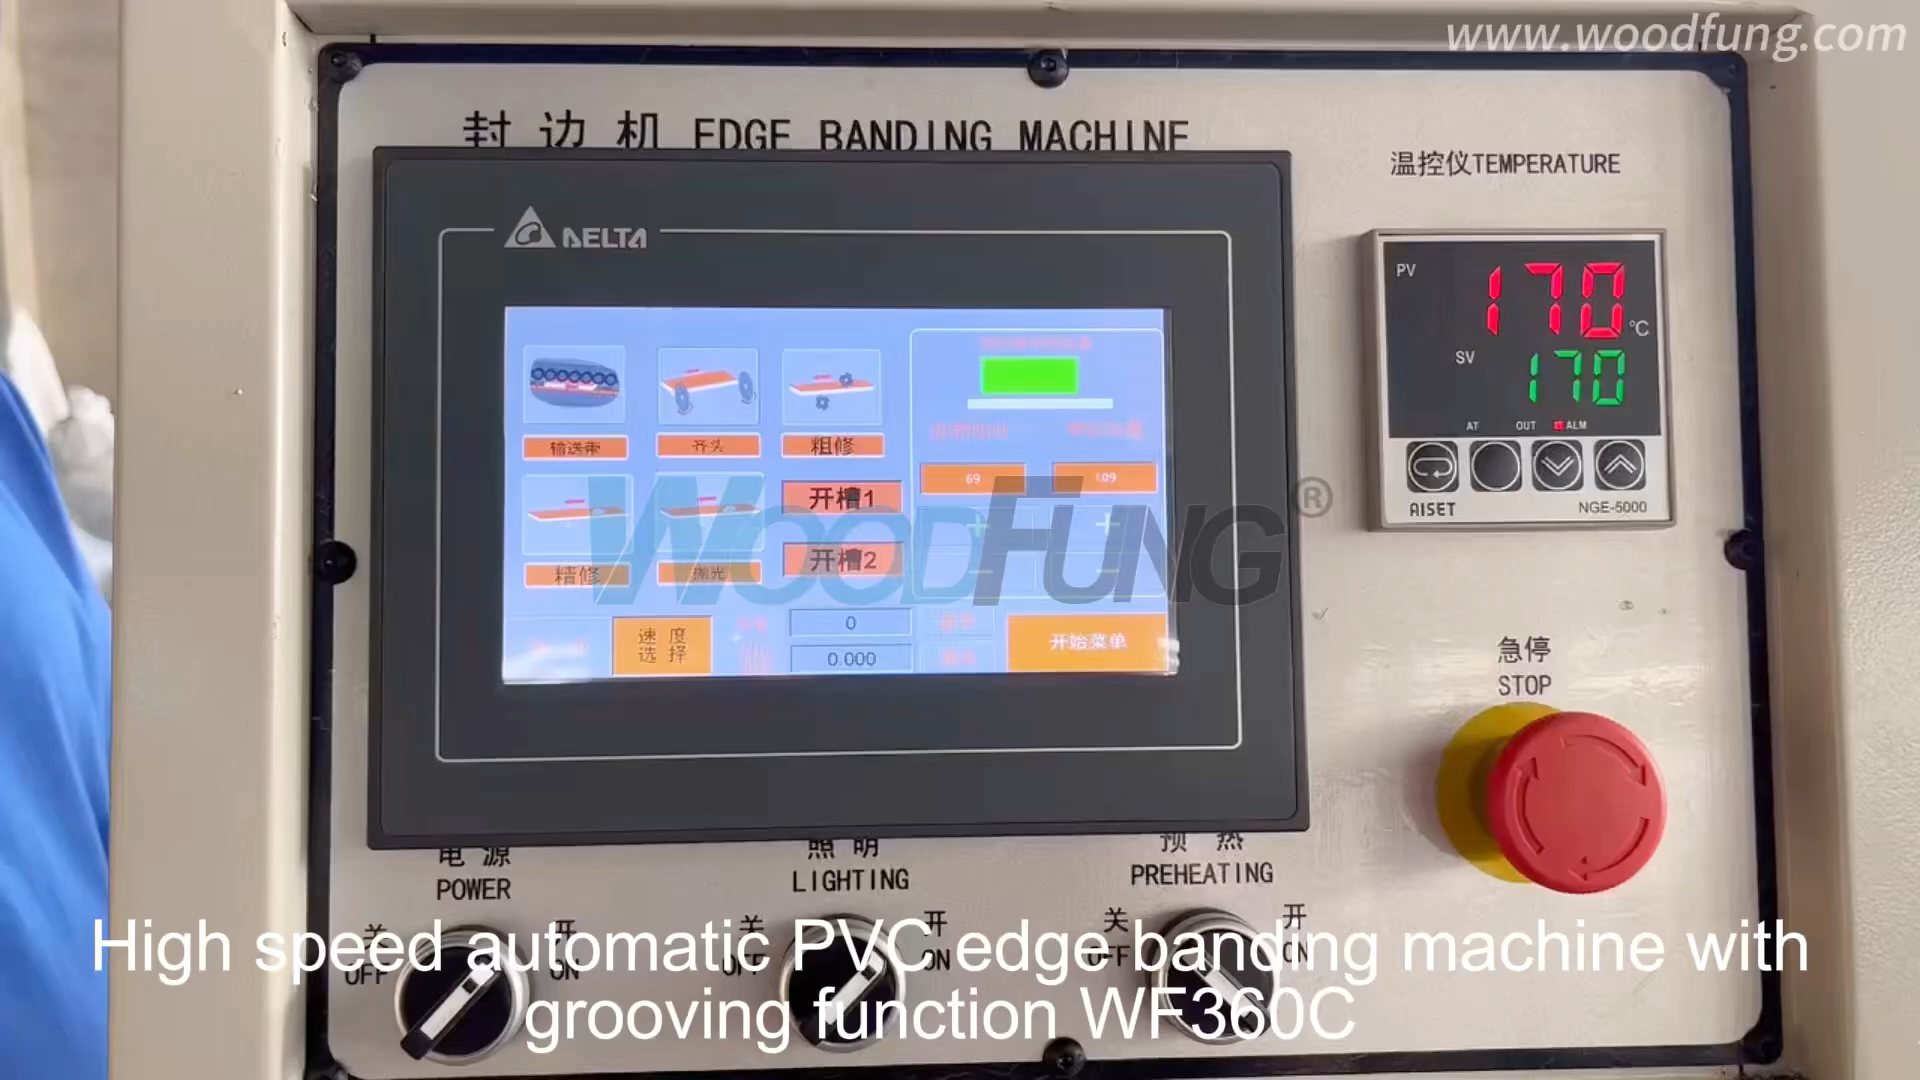 www.woodfung.com
封边机 EDGE BANDING MACHINE
温控仪TEMPERATURE
DELTA
PV
170
°C
SV
170
AT OUT ALM
AISET
NGE-5000
输送带
齐头
粗修
69
109
开槽1
WOODFUNG®
开槽2
精修
抛光
速度
选择
0
0.000
开始菜单
急停
STOP
电源
POWER
照明
LIGHTING
预热
PREHEATING
关
OFF
开
ON
关
OFF
开
ON
关
OFF
开
ON
High speed automatic PVC edge banding machine with
grooving function WF360C